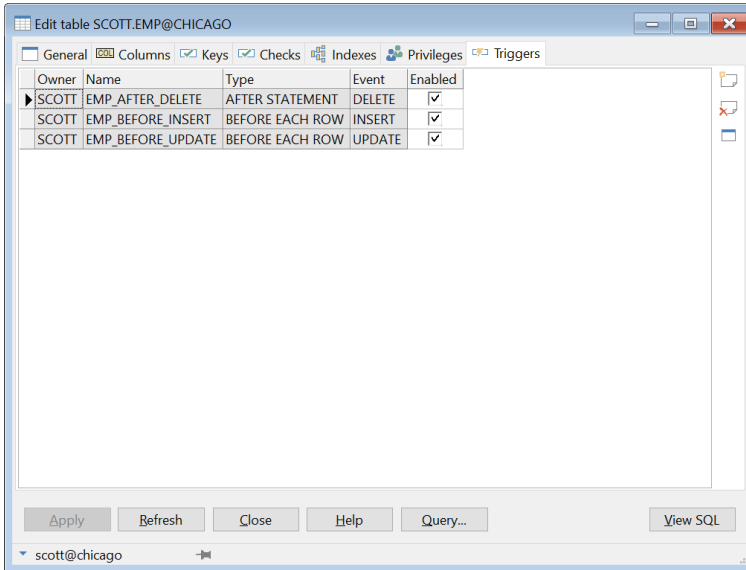 Edit table SCOTT.EMP@CHICAGO
General COL Columns Keys Checks Indexes Privileges Triggers
Owner Name Type Event Enabled
SCOTT EMP_AFTER_DELETE AFTER STATEMENT DELETE
SCOTT EMP_BEFORE_INSERT BEFORE EACH ROW INSERT
SCOTT EMP_BEFORE_UPDATE BEFORE EACH ROW UPDATE
Apply Refresh Close Help Query... View SQL
scott@chicago